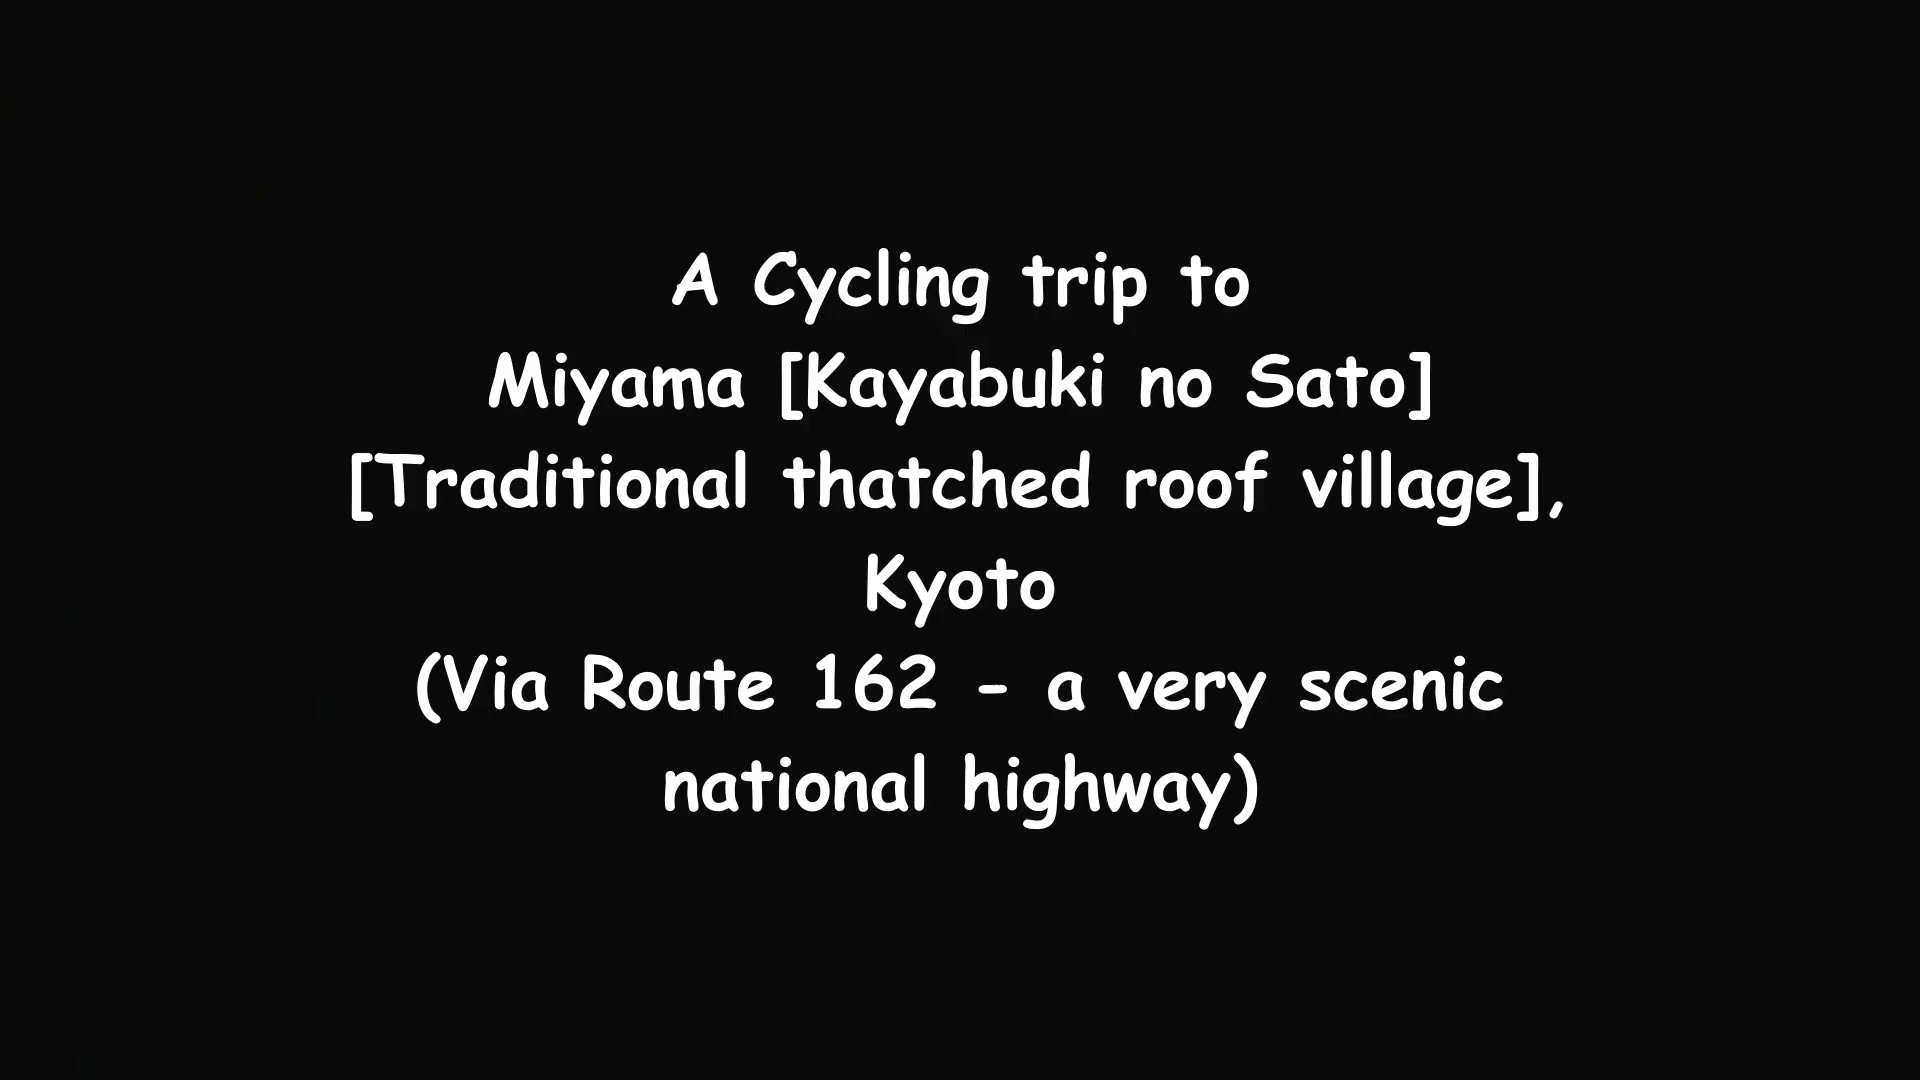 A Cycling trip to
Miyama [Kayabuki no Sato]
[Traditional thatched roof village],
Kyoto
(Via Route 162 - a very scenic
national highway)